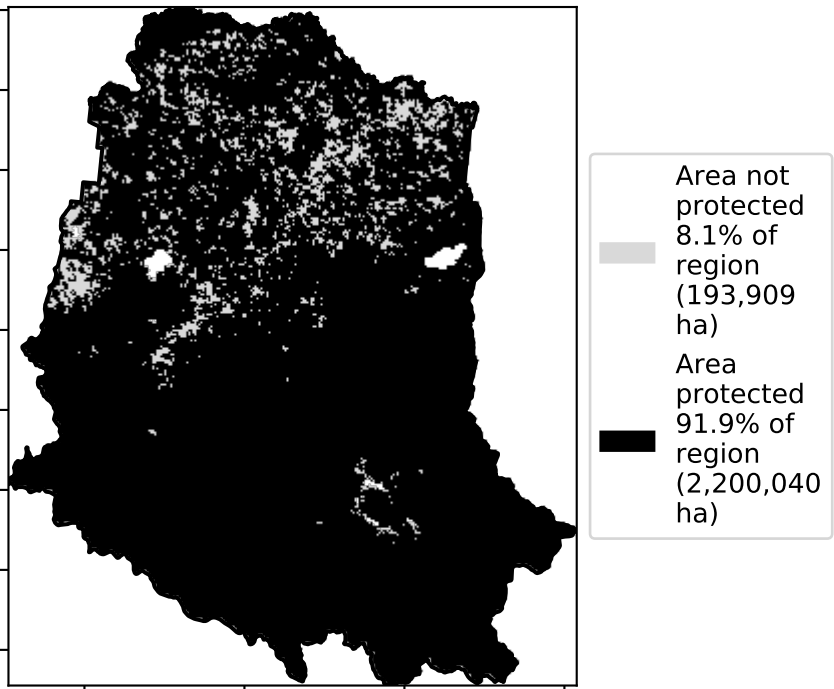 Area not
protected
8.1% of
region
(193,909
ha)
Area
protected
91.9% of
region
(2,200,040
ha)